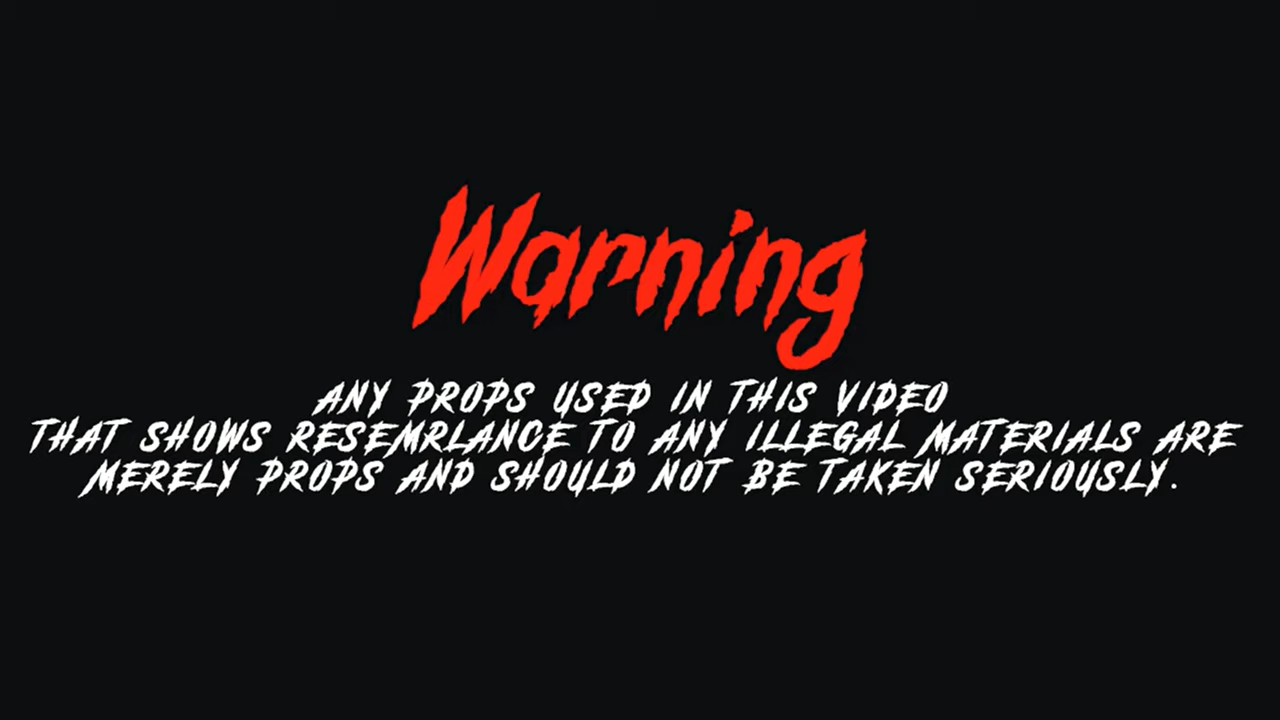 Warning
ANY PROPS USED IN THIS VIDEO
THAT SHOWS RESEMRLANCE TO ANY ILLEGAL MATERIALS ARE
MERELY PROPS AND SHOULD NOT BE TAKEN SERIOUSLY.